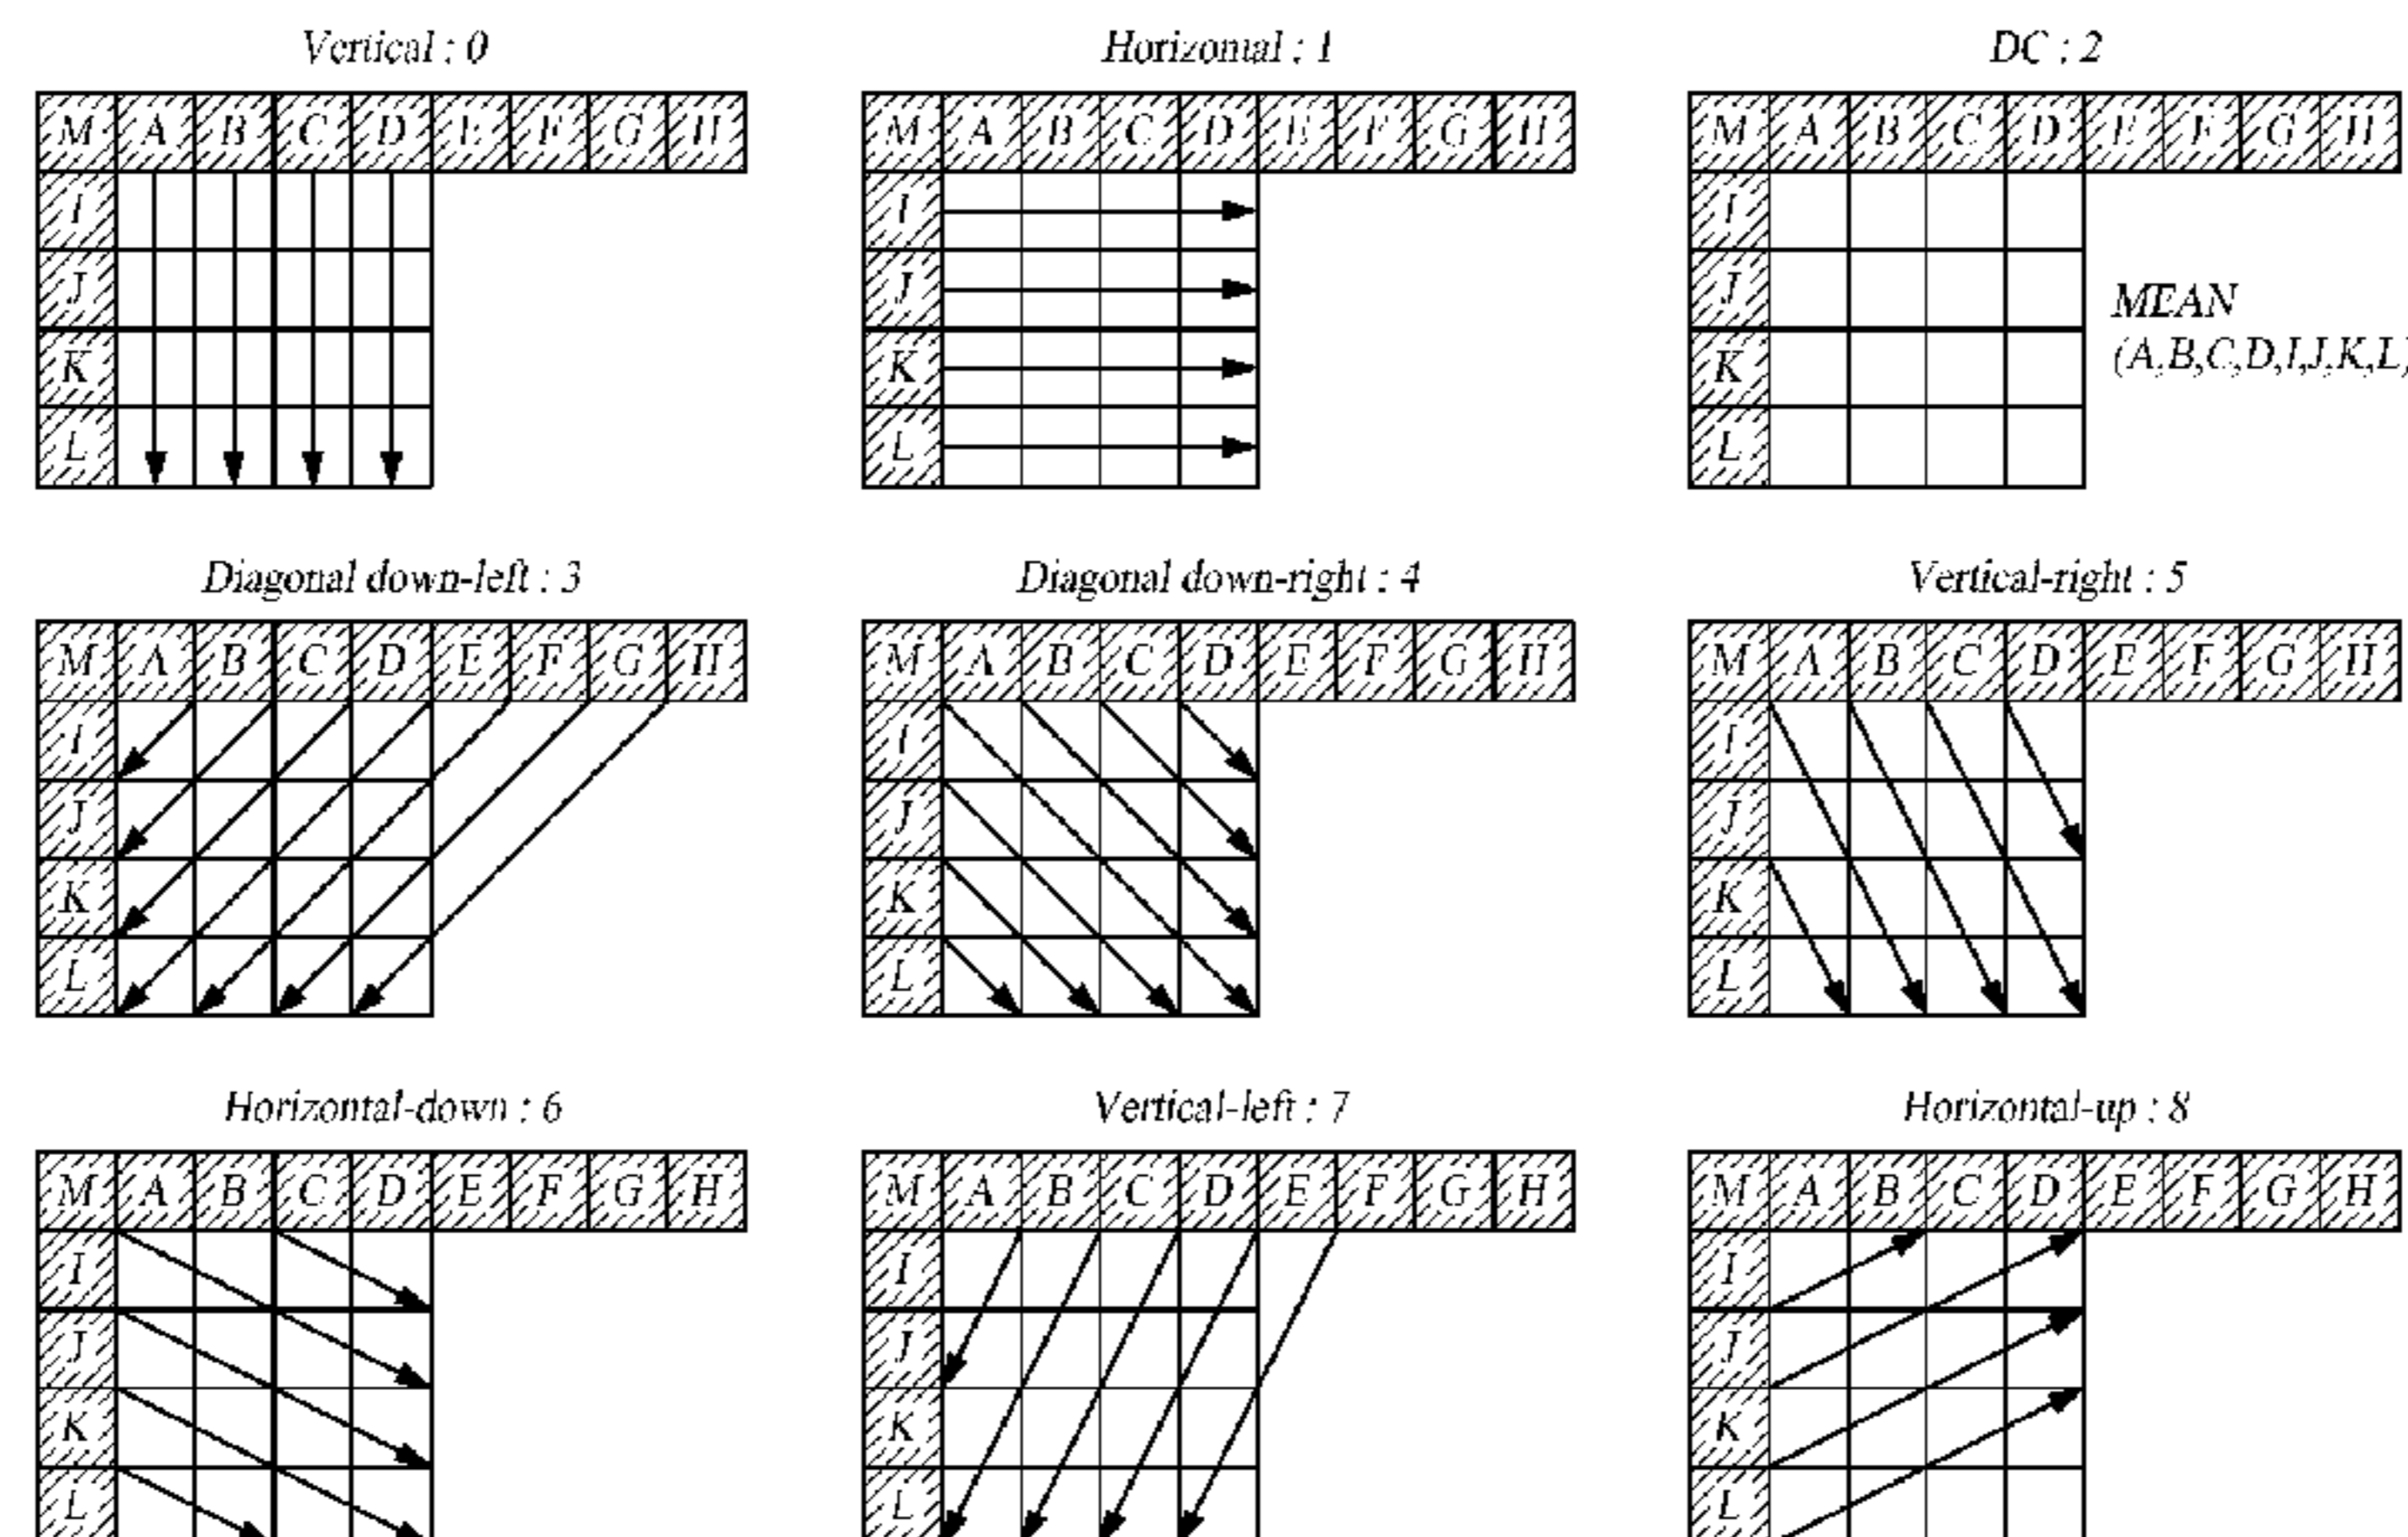 Vertical : 0
Horizontal : 1
DC : 2
M A B C D E F G H
M A B C D E F G H
M A B C D E F G H
I
I
I
J
J
J
MEAN
K
K
K
(A,B,C,D,I,J,K,L)
L
L
L
Diagonal down-left : 3
Diagonal down-right : 4
Vertical-right : 5
M A B C D E F G H
M A B C D E F G H
M A B C D E F G H
I
I
I
J
J
J
K
K
K
L
L
L
Horizontal-down : 6
Vertical-left : 7
Horizontal-up : 8
M A B C D E F G H
M A B C D E F G H
M A B C D E F G H
I
I
I
J
J
J
K
K
K
L
L
L